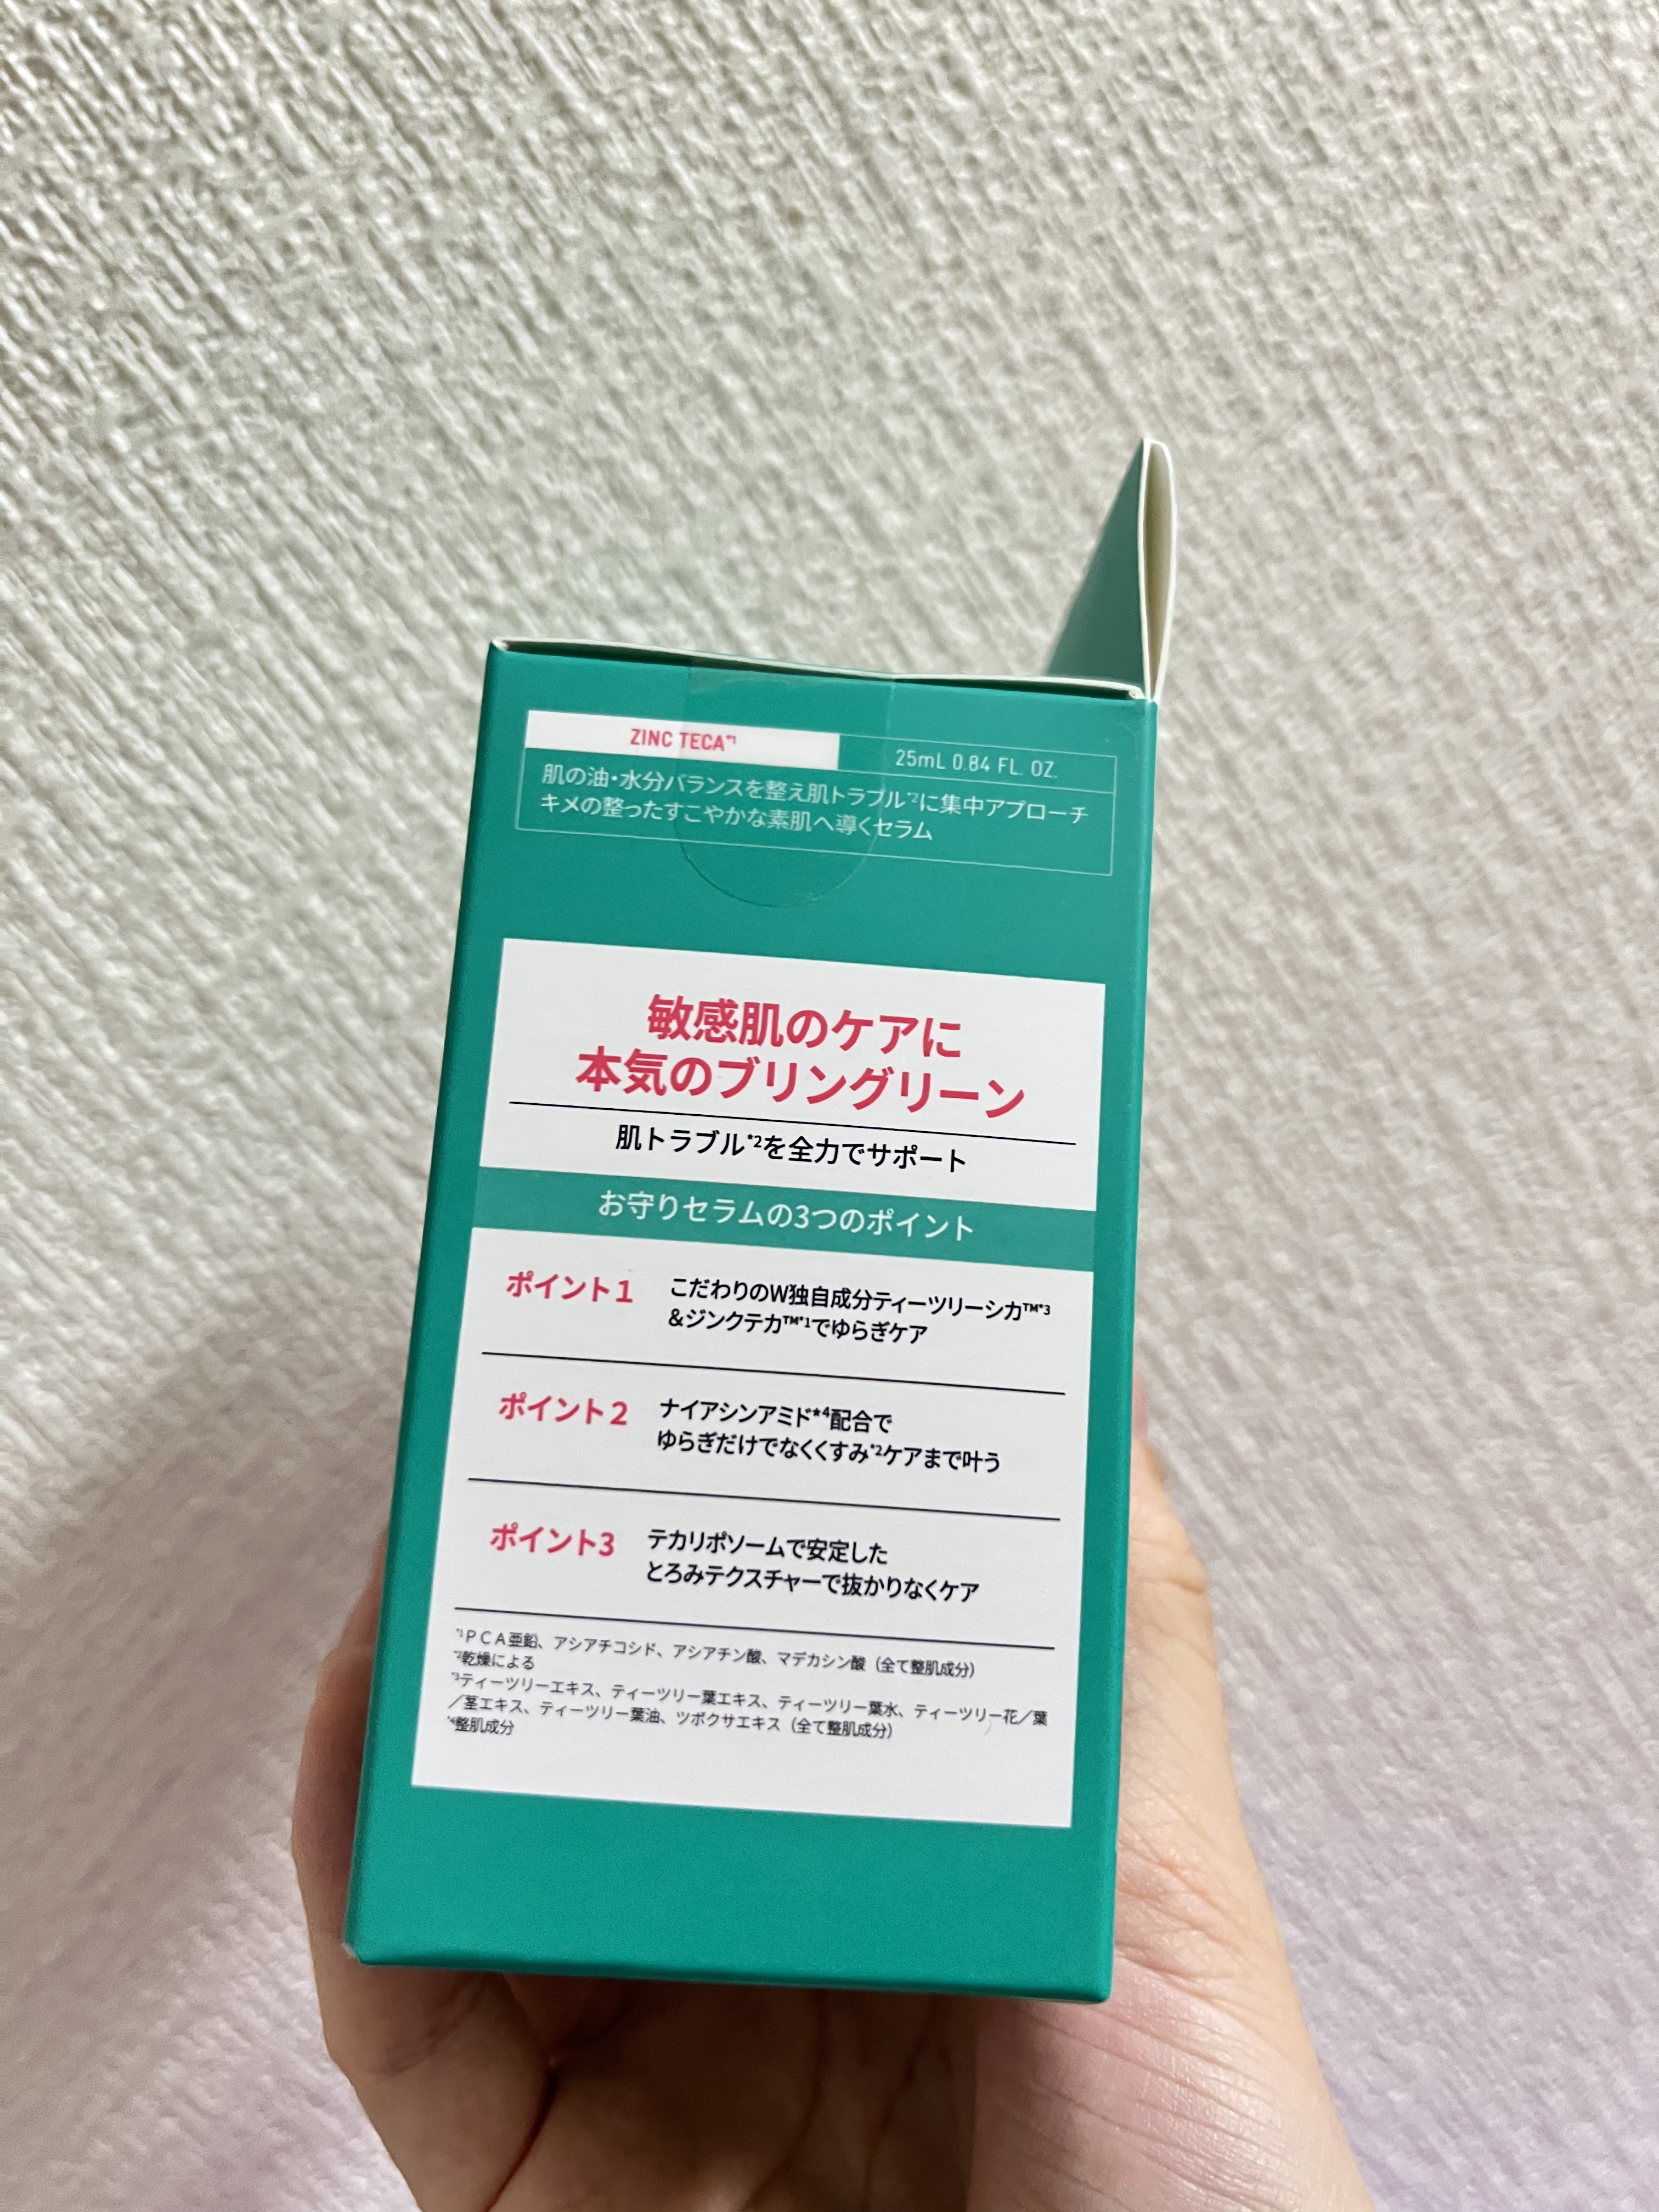 ZINC TECA*1
25mL 0.84 FL. OZ.
肌の油・水分バランスを整え肌トラブル*2に集中アプローチ
キメの整ったすこやかな素肌へ導くセラム
敏感肌のケアに
本気のブリングリーン
肌トラブル*2を全力でサポート
お守りセラムの3つのポイント
ポイント1
こだわりのW独自成分ティーツリーシカ™*3
&ジンクテカ™*1でゆらぎケア
ポイント2
ナイアシンアミド*4配合で
ゆらぎだけでなくくすみ*2ケアまで叶う
ポイント3
テカリポソームで安定した
とろみテクスチャーで抜かりなくケア
*1PCA亜鉛、アシアチコシド、アシアチン酸、マデカシン酸（全て整肌成分）
*2乾燥による
*3ティーツリーエキス、ティーツリー葉エキス、ティーツリー葉水、ティーツリー花／葉
／茎エキス、ティーツリー葉油、ツボクサエキス（全て整肌成分）
*4整肌成分